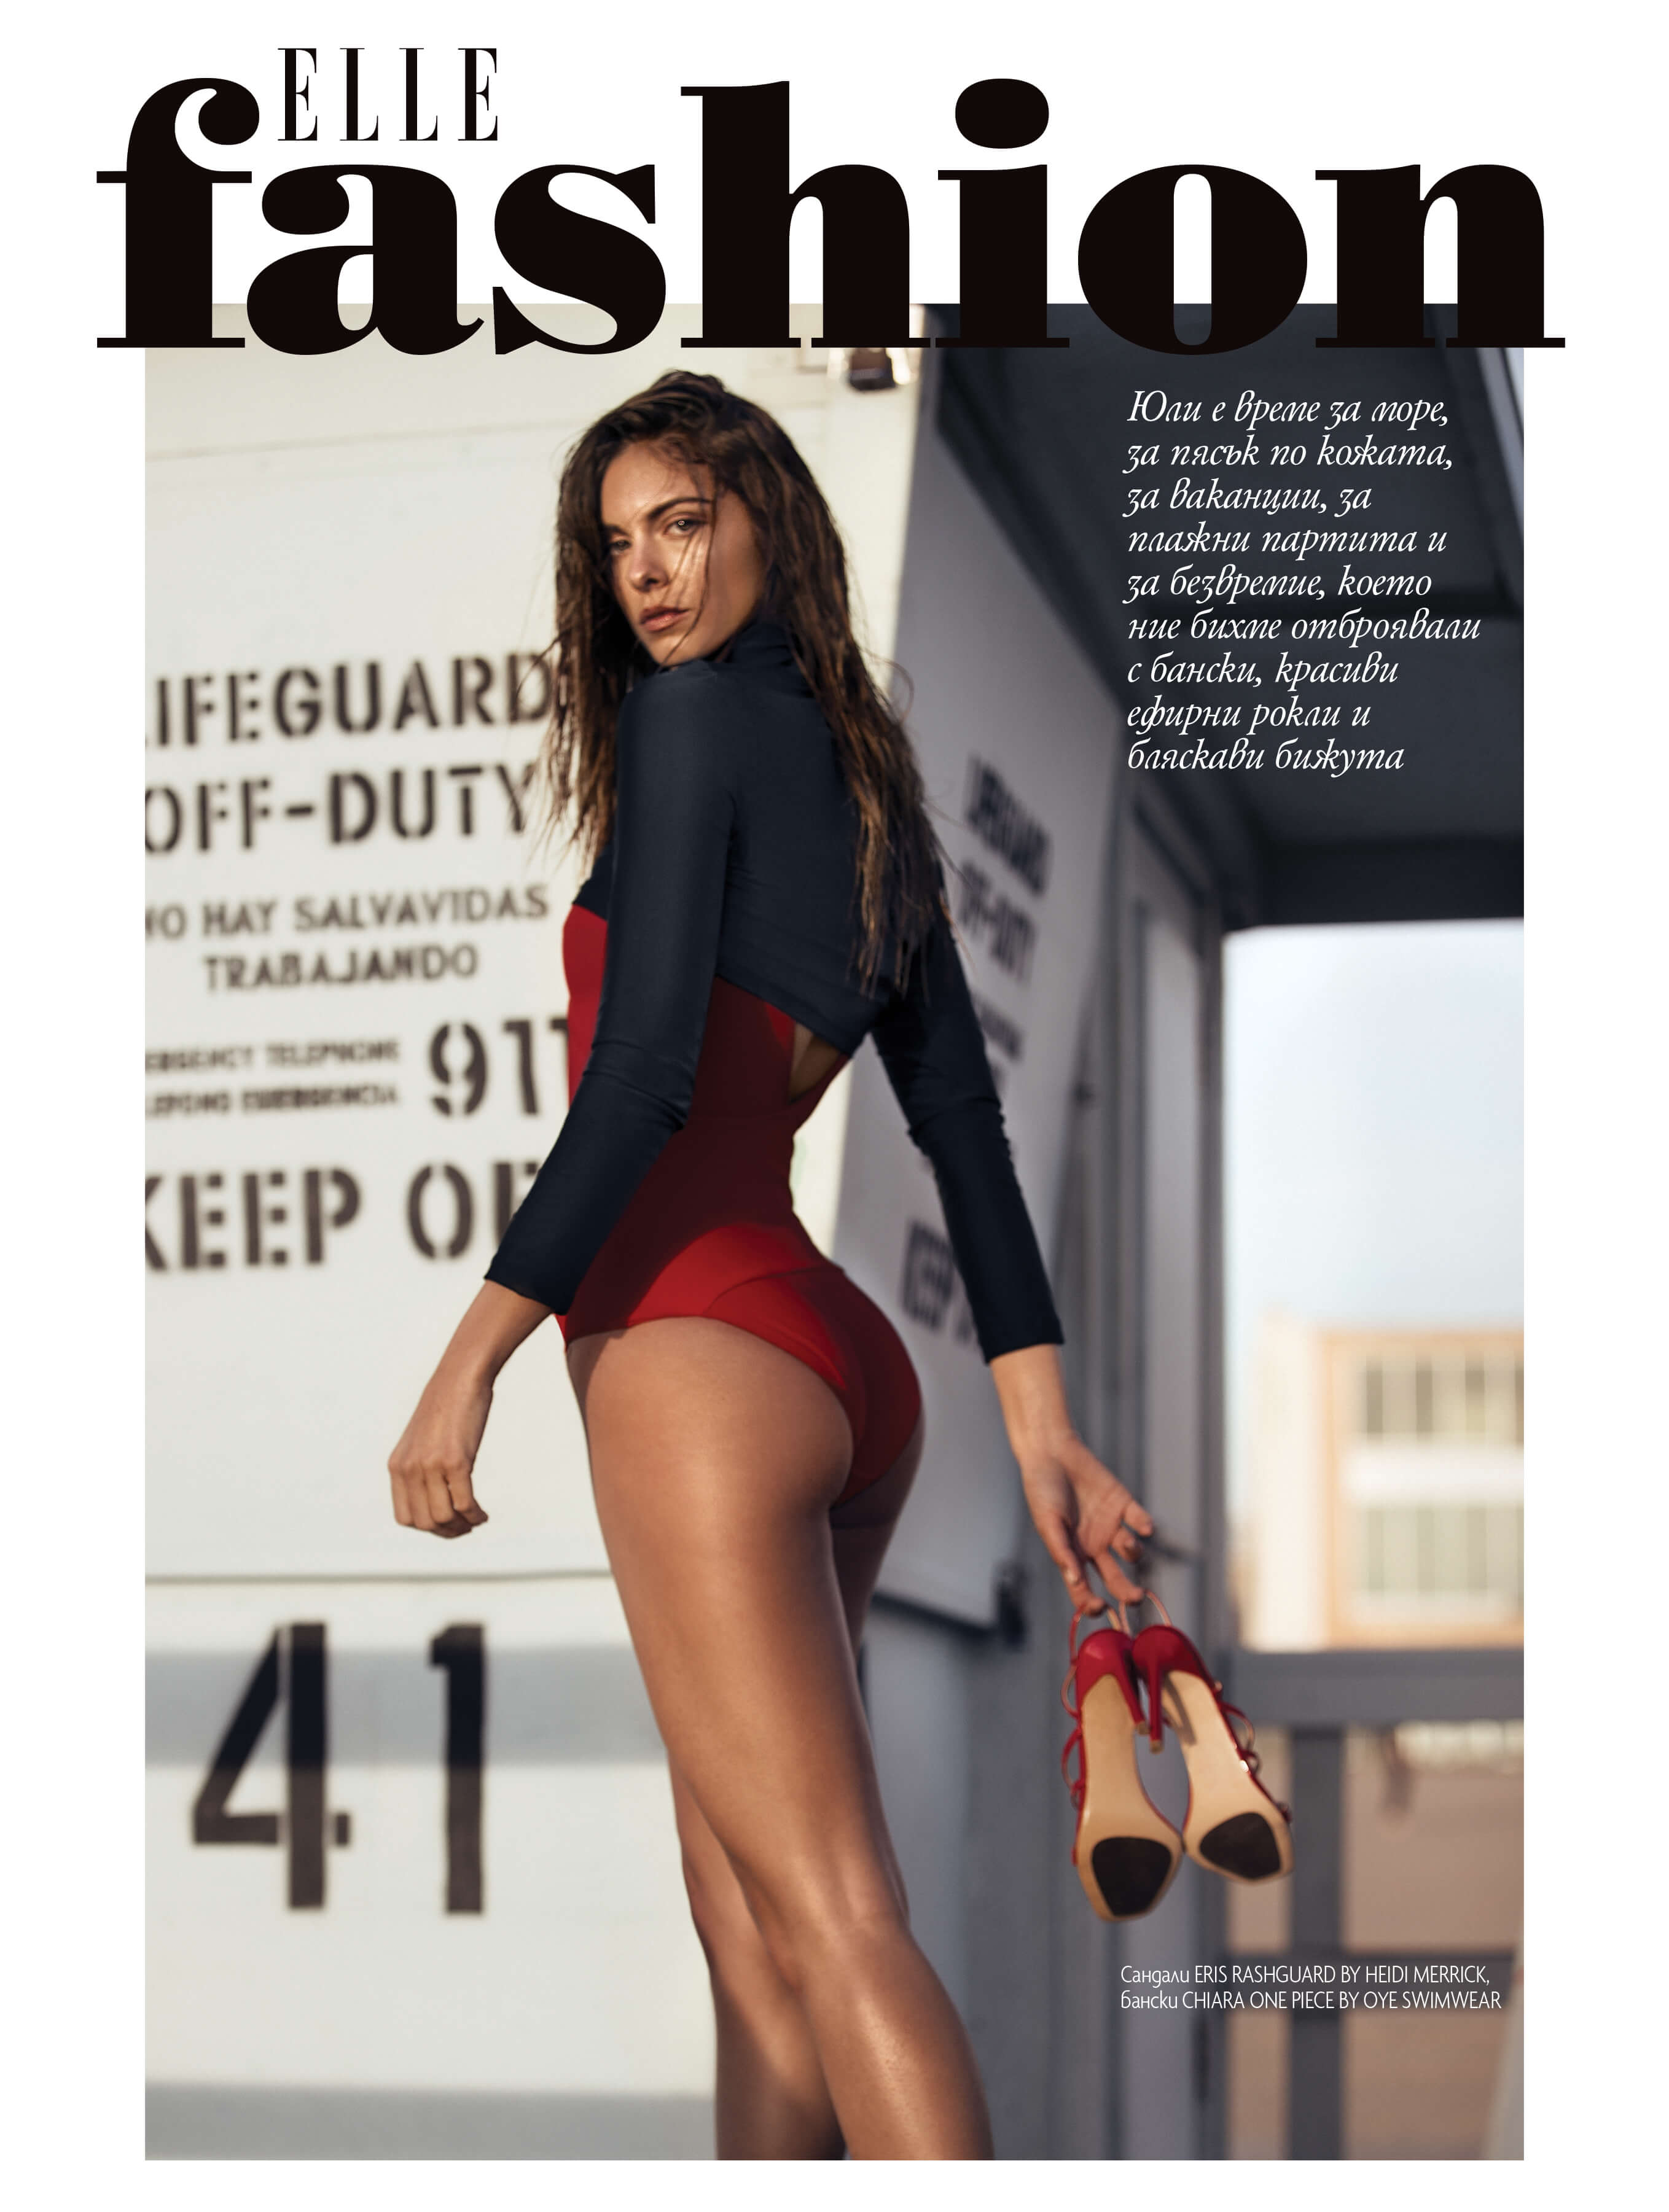 ELLE
fashion
Юли е време за море,
за пясък по кожата,
за ваканции, за
плажни партита и
за безвремие, което
ние бихме отброявали
с бански, красиви
ефирни рокли и
бляскави бижута
IFEGUARD
OFF-DUTY
NO HAY SALVAVIDAS
TRABAJANDO
TELEPHONE
911
KEEP
41
Сандали ERIS RASHGUARD BY HEIDI MERRICK,
бански CHIARA ONE PIECE BY OYE SWIMWEAR